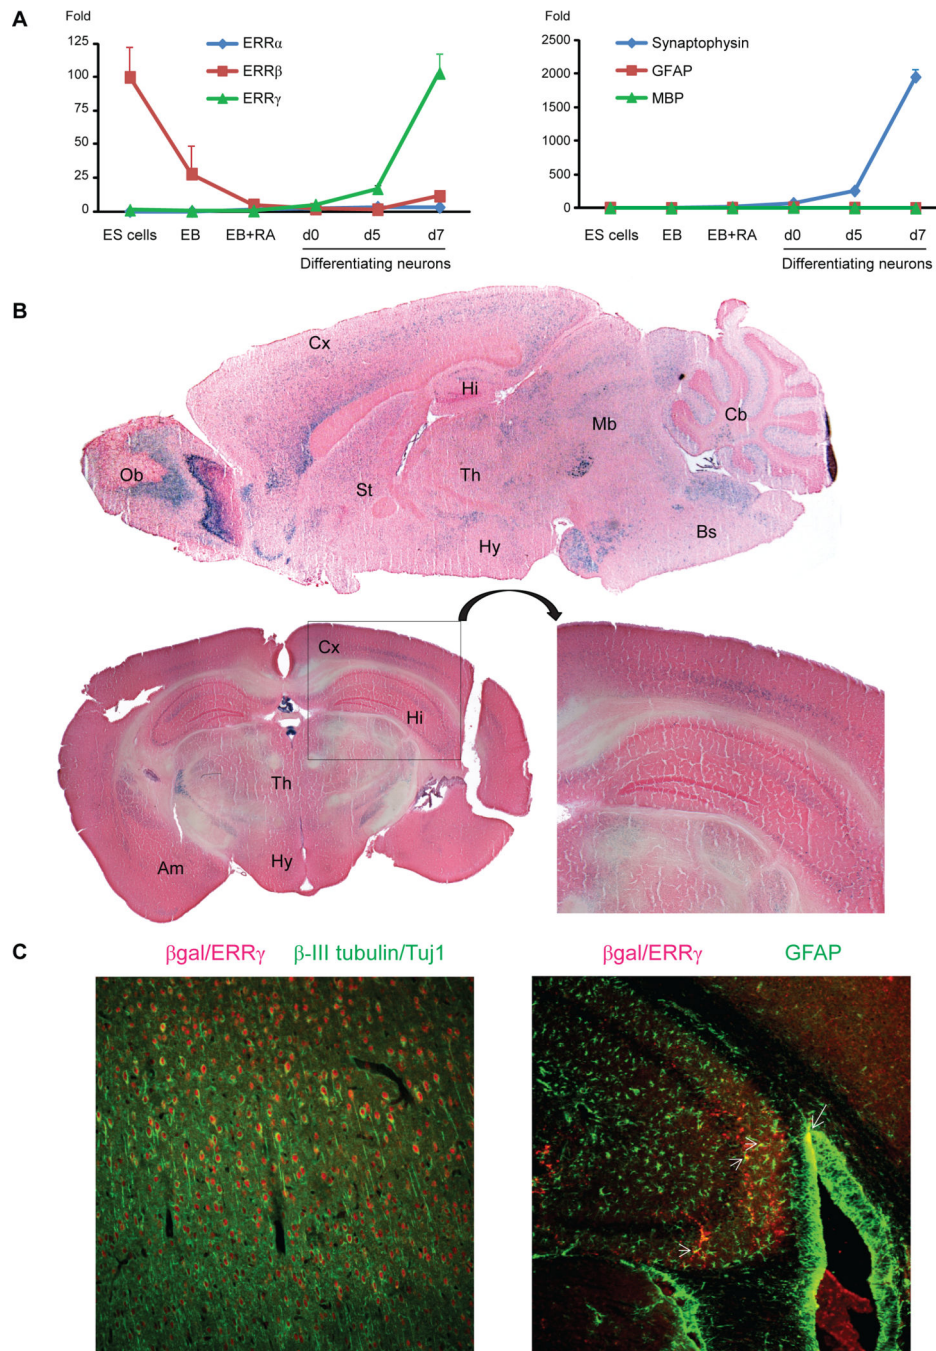 A
Fold
125
100
75
50
25
0
ERRα
ERRβ
ERRγ
ES cells EB EB+RA d0 d5 d7
Differentiating neurons
Fold
2500
2000
1500
1000
500
0
Synaptophysin
GFAP
MBP
ES cells EB EB+RA d0 d5 d7
Differentiating neurons
B
Cx
Hi
Mb
Cb
Ob
St
Th
Hy
Bs
Cx
Hi
Th
Am
Hy
C
βgal/ERRγ β-III tubulin/Tuj1
βgal/ERRγ GFAP